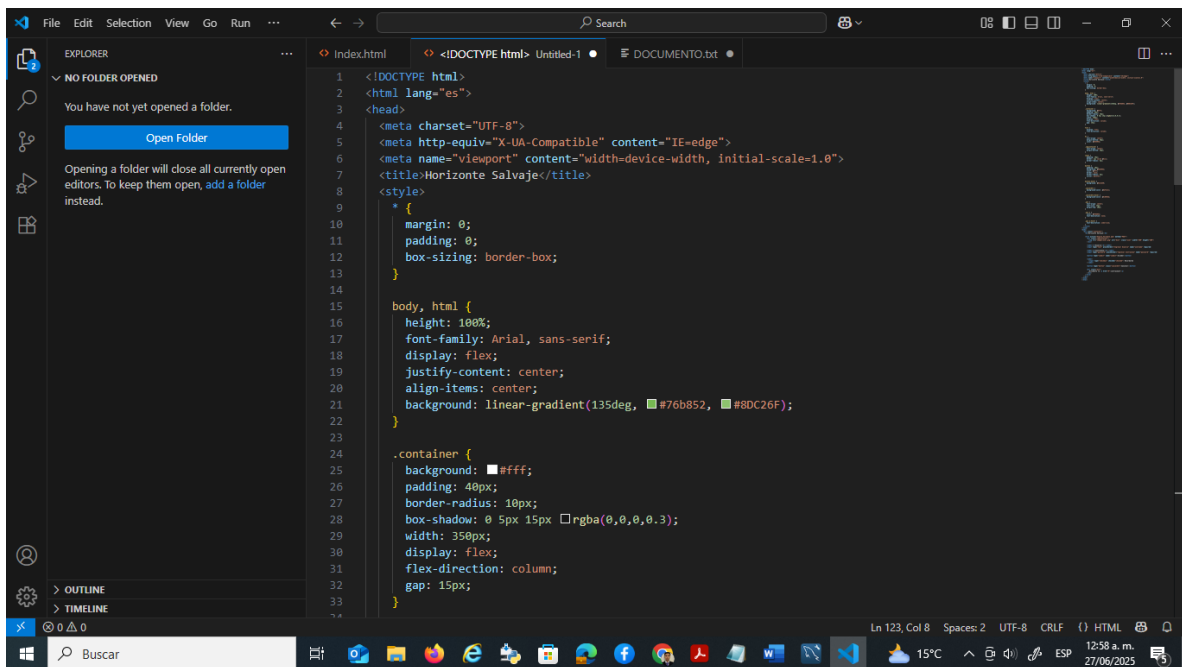 File Edit Selection View Go Run ··· Search
EXPLORER ···
NO FOLDER OPENED
You have not yet opened a folder.
Open Folder
Opening a folder will close all currently open
editors. To keep them open, add a folder
instead.
OUTLINE
TIMELINE
Index.html <!DOCTYPE html> Untitled-1 DOCUMENTO.txt
1 <!DOCTYPE html>
2 <html lang="es">
3 <head>
4 <meta charset="UTF-8">
5 <meta http-equiv="X-UA-Compatible" content="IE=edge">
6 <meta name="viewport" content="width=device-width, initial-scale=1.0">
7 <title>Horizonte Salvaje</title>
8 <style>
9 * {
10 margin: 0;
11 padding: 0;
12 box-sizing: border-box;
13 }
14
15 body, html {
16 height: 100%;
17 font-family: Arial, sans-serif;
18 display: flex;
19 justify-content: center;
20 align-items: center;
21 background: linear-gradient(135deg, #76b852, #8DC26F);
22 }
23
24 .container {
25 background: #fff;
26 padding: 40px;
27 border-radius: 10px;
28 box-shadow: 0 5px 15px rgba(0,0,0,0.3);
29 width: 350px;
30 display: flex;
31 flex-direction: column;
32 gap: 15px;
33 }
34
2
0 0 Ln 123, Col 8 Spaces: 2 UTF-8 CRLF {} HTML
Buscar 15°C ESP 12:58 a. m.
27/06/2025 5